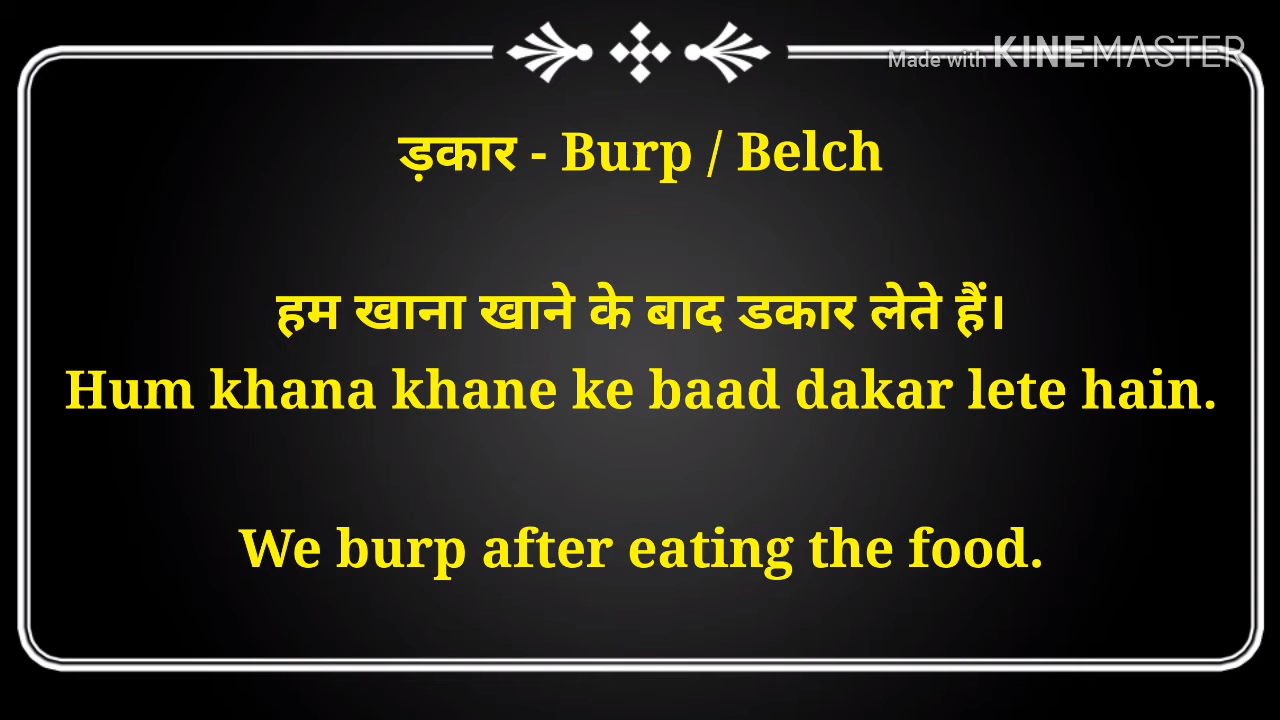 Made with KINEMASTER
ड़कार - Burp / Belch
हम खाना खाने के बाद डकार लेते हैं।
Hum khana khane ke baad dakar lete hain.
We burp after eating the food.